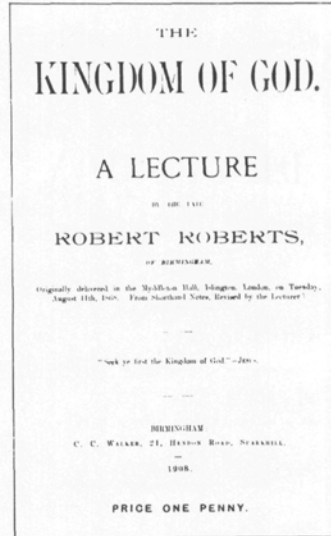 THE
KINGDOM OF GOD.
A LECTURE
BY THE LATE
ROBERT ROBERTS,
OF BIRMINGHAM,
Originally delivered in the Myddleton Hall, Islington, London, on Tuesday,
August 11th, 1868. From Shorthand Notes, Revised by the Lecturer
"Seek ye first the Kingdom of God."—JESUS.
BIRMINGHAM
C. C. WALKER, 21, HENDON ROAD, SPARKHILL.
1908.
PRICE ONE PENNY.